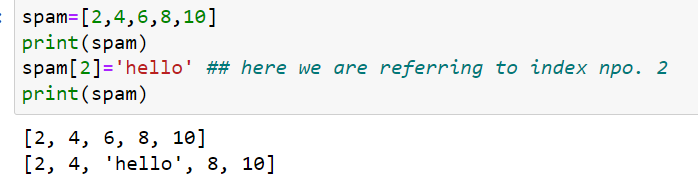 spam=[2,4,6,8,10]
print(spam)
spam[2]='hello' ## here we are referring to index npo. 2
print(spam)
[2, 4, 6, 8, 10]
[2, 4, 'hello', 8, 10]